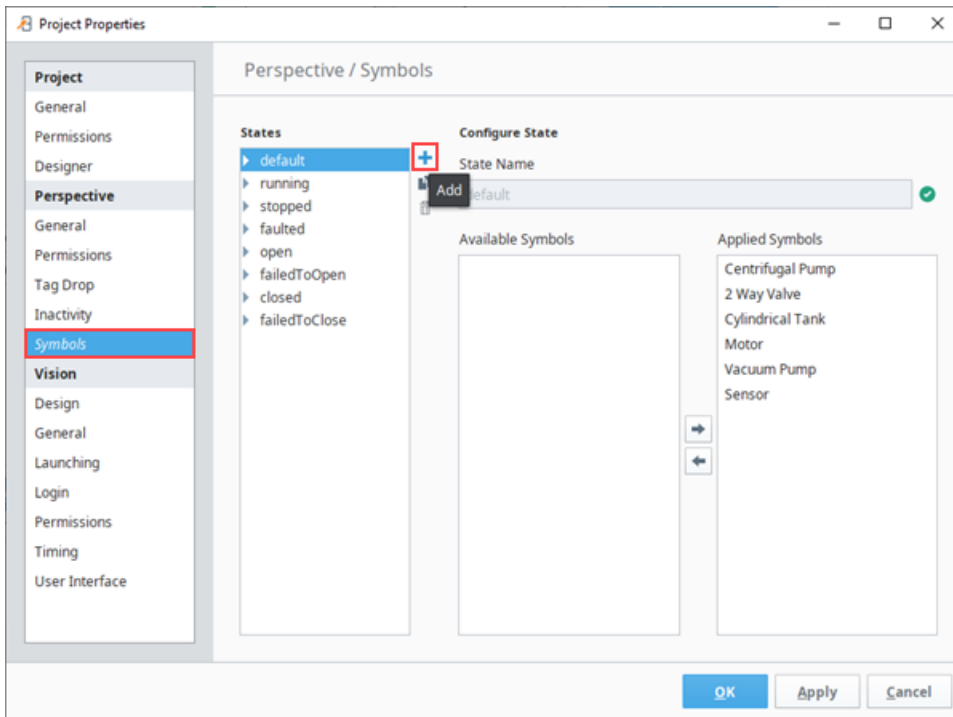 Project Properties
Project
General
Permissions
Designer
Perspective
General
Permissions
Tag Drop
Inactivity
Symbols
Vision
Design
General
Launching
Login
Permissions
Timing
User Interface
Perspective / Symbols
States
default
running
stopped
faulted
open
failedToOpen
closed
failedToClose
Add
Configure State
State Name
default
Available Symbols
Applied Symbols
Centrifugal Pump
2 Way Valve
Cylindrical Tank
Motor
Vacuum Pump
Sensor
OK
Apply
Cancel